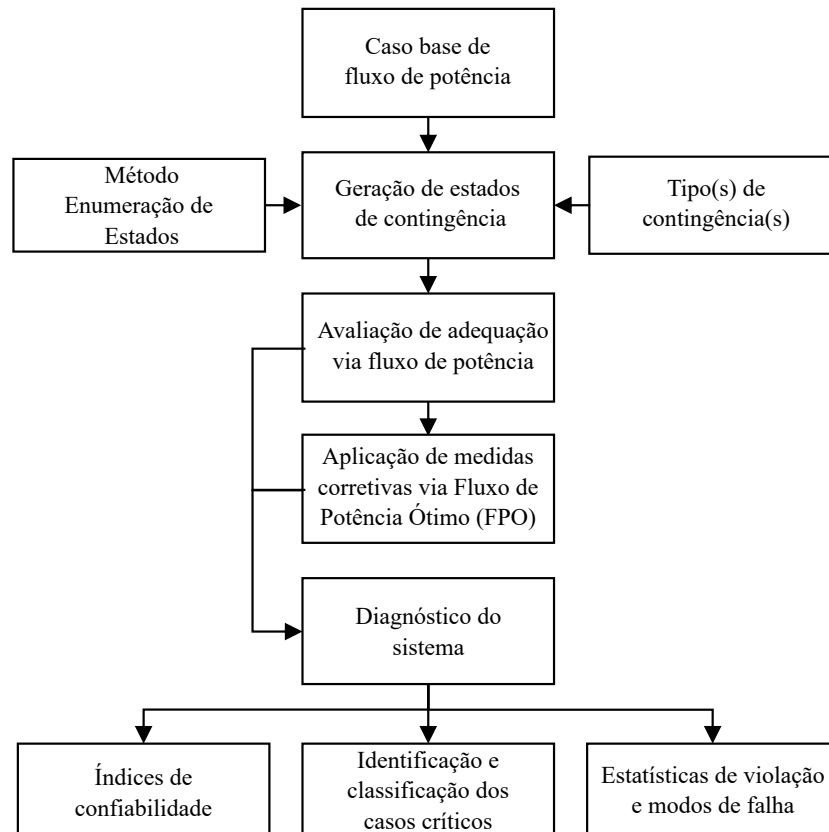 Caso base de
fluxo de potência
Método
Enumeração de
Estados
Geração de estados
de contingência
Tipo(s) de
contingência(s)
Avaliação de adequação
via fluxo de potência
Aplicação de medidas
corretivas via Fluxo de
Potência Ótimo (FPO)
Diagnóstico do
sistema
Índices de
confiabilidade
Identificação e
classificação dos
casos críticos
Estatísticas de violação
e modos de falha